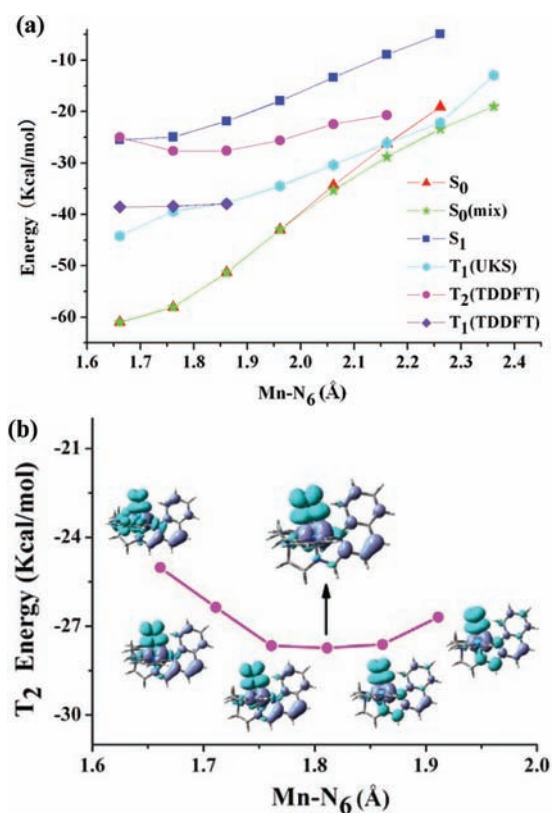 (a)
-10
-20
-30
-40
-50
-60
Energy (Kcal/mol)
S0
S0(mix)
S1
T1(UKS)
T2(TDDFT)
T1(TDDFT)
1.6 1.7 1.8 1.9 2.0 2.1 2.2 2.3 2.4
Mn-N6(Å)
(b)
-21
-24
-27
-30
T2 Energy (Kcal/mol)
1.6 1.7 1.8 1.9 2.0
Mn-N6(Å)